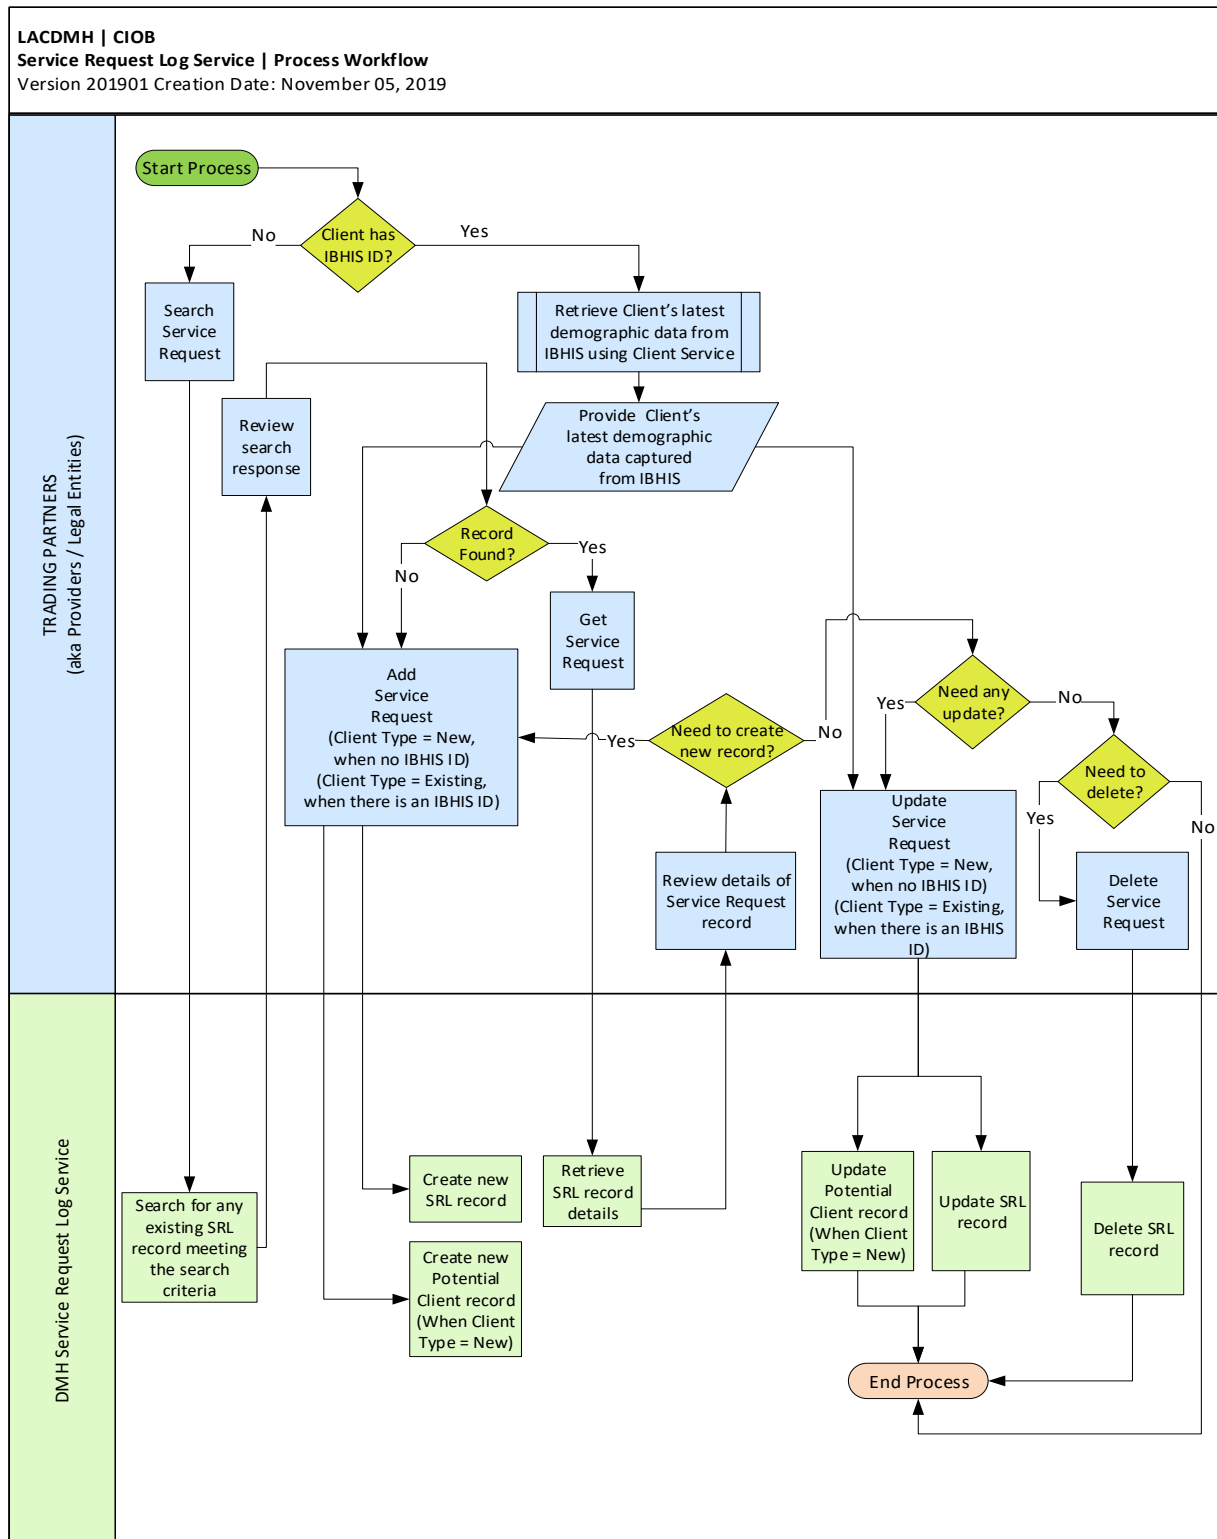 LACDMH | CIOB
Service Request Log Service | Process Workflow
Version 201901 Creation Date: November 05, 2019
TRADING PARTNERS
(aka Providers / Legal Entities)
Start Process
Client has
IBHIS ID?
No
Yes
Search
Service
Request
Retrieve Client’s latest
demographic data from
IBHIS using Client Service
Review
search
response
Provide Client’s
latest demographic
data captured
from IBHIS
Record
Found?
No
Yes
Get
Service
Request
Add
Service
Request
(Client Type = New,
when no IBHIS ID)
(Client Type = Existing,
when there is an IBHIS ID)
Yes
Need to create
new record?
No
Need any
update?
Yes
No
Need to
delete?
Yes
No
Review details of
Service Request
record
Update
Service
Request
(Client Type = New,
when no IBHIS ID)
(Client Type = Existing,
when there is an IBHIS
ID)
Delete
Service
Request
DMH Service Request Log Service
Search for any
existing SRL
record meeting
the search
criteria
Create new
SRL record
Create new
Potential
Client record
(When Client
Type = New)
Retrieve
SRL record
details
Update
Potential
Client record
(When Client
Type = New)
Update SRL
record
Delete SRL
record
End Process